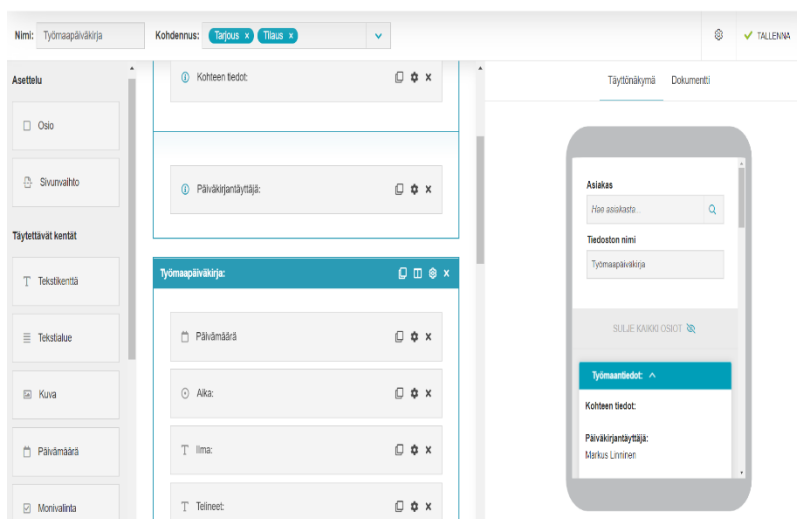 Nimi: Työmaapäiväkirja Kohdennus: Tarjous x Tilaus x TALLENNA
Asettelu
Osio
Sivunvaihto
Täytettävät kentät
Tekstikenttä
Tekstialue
Kuva
Päivämäärä
Monivalinta
Kohteen tiedot:
Päiväkirjantäyttäjä:
Työmaapäiväkirja:
Päivämäärä
Aika:
Ilma:
Telineet:
Täyttönäkymä Dokumentti
Asiakas
Hae asiakasta...
Tiedoston nimi
Työmaapäiväkirja
SULJE KAIKKI OSIOT
Työmaantiedot:
Kohteen tiedot:
Päiväkirjantäyttäjä:
Markus Linninen